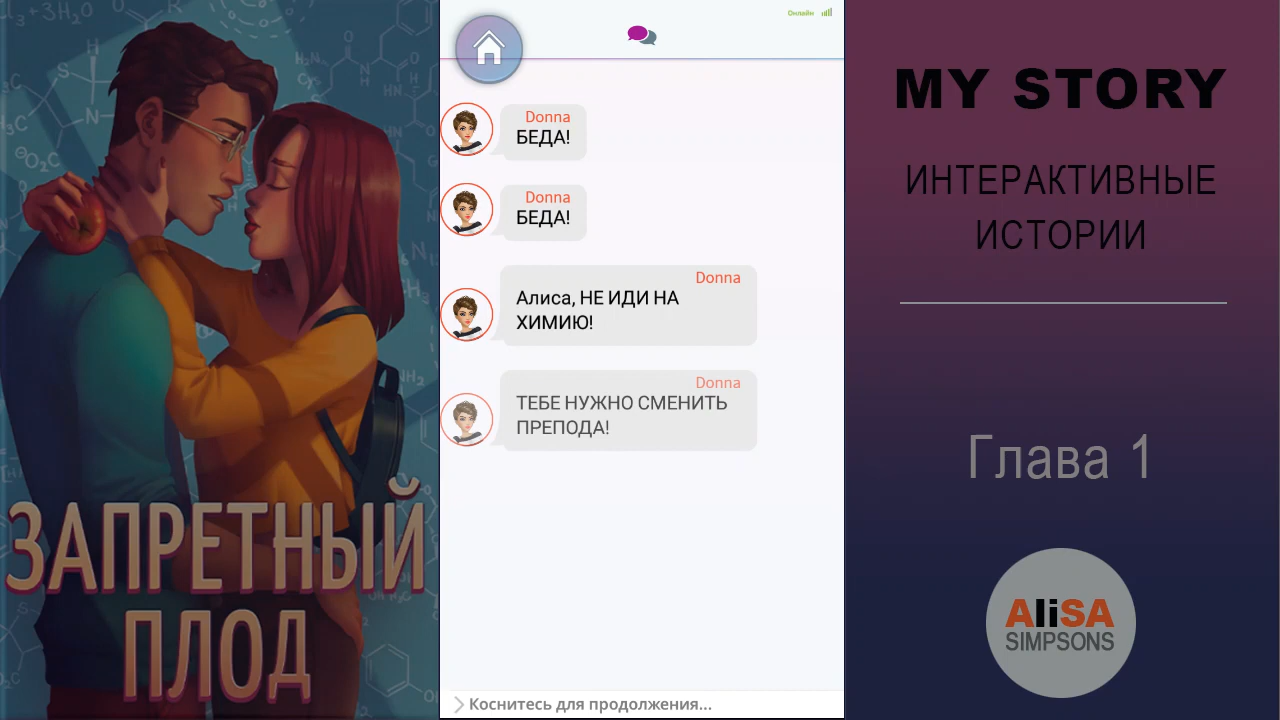 ЗАПРЕТНЫЙ
ПЛОД
Онлайн
Donna
БЕДА!
Donna
БЕДА!
Donna
Алиса, НЕ ИДИ НА
ХИМИЮ!
Donna
ТЕБЕ НУЖНО СМЕНИТЬ
ПРЕПОДА!
Коснитесь для продолжения...
MY STORY
ИНТЕРАКТИВНЫЕ
ИСТОРИИ
Глава 1
AliSA
SIMPSONS